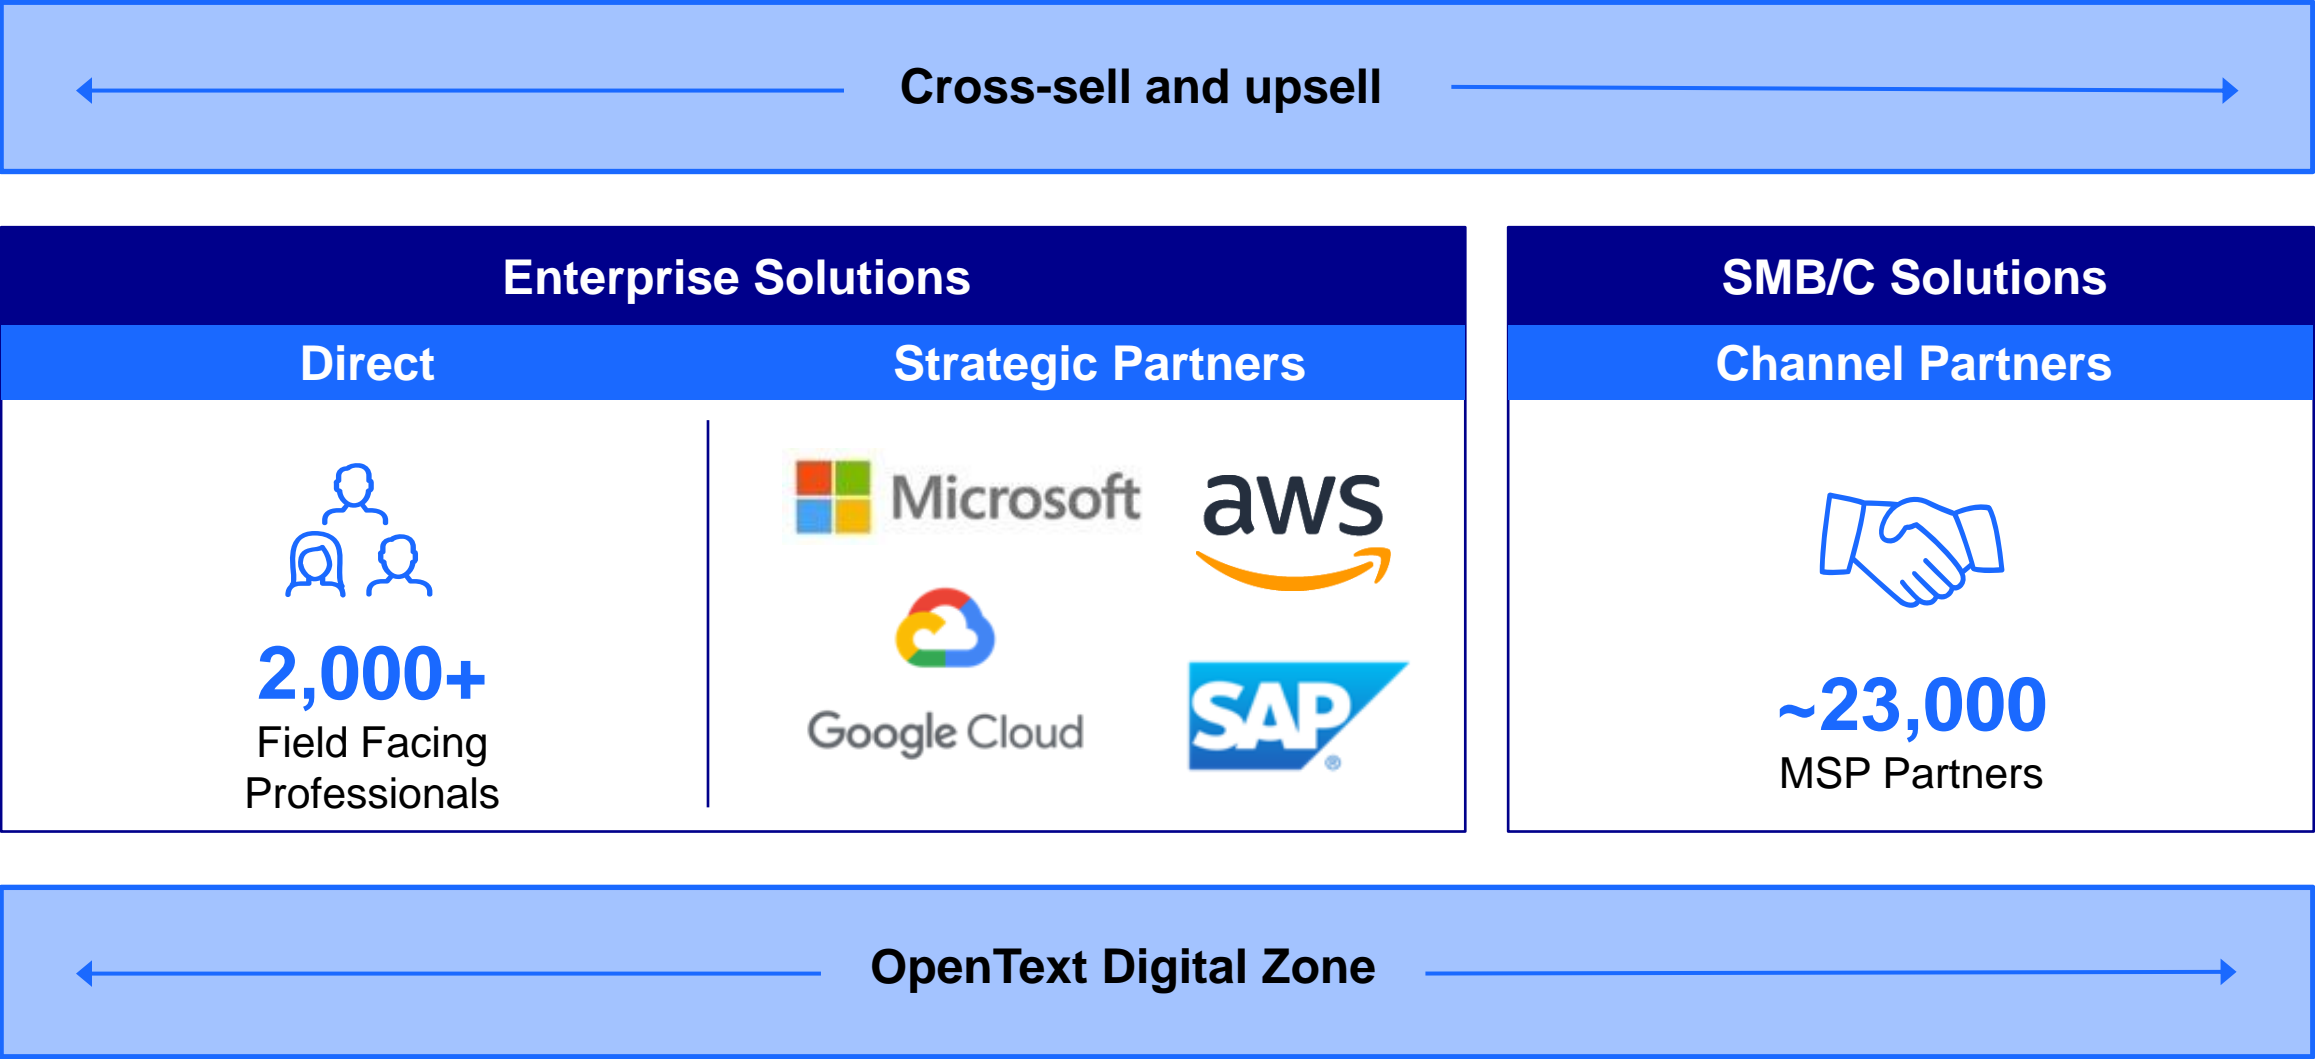 Cross-sell and upsell
Enterprise Solutions
Direct
Strategic Partners
2,000+
Field Facing
Professionals
Microsoft
aws
Google Cloud
SAP
®
SMB/C Solutions
Channel Partners
~23,000
MSP Partners
OpenText Digital Zone